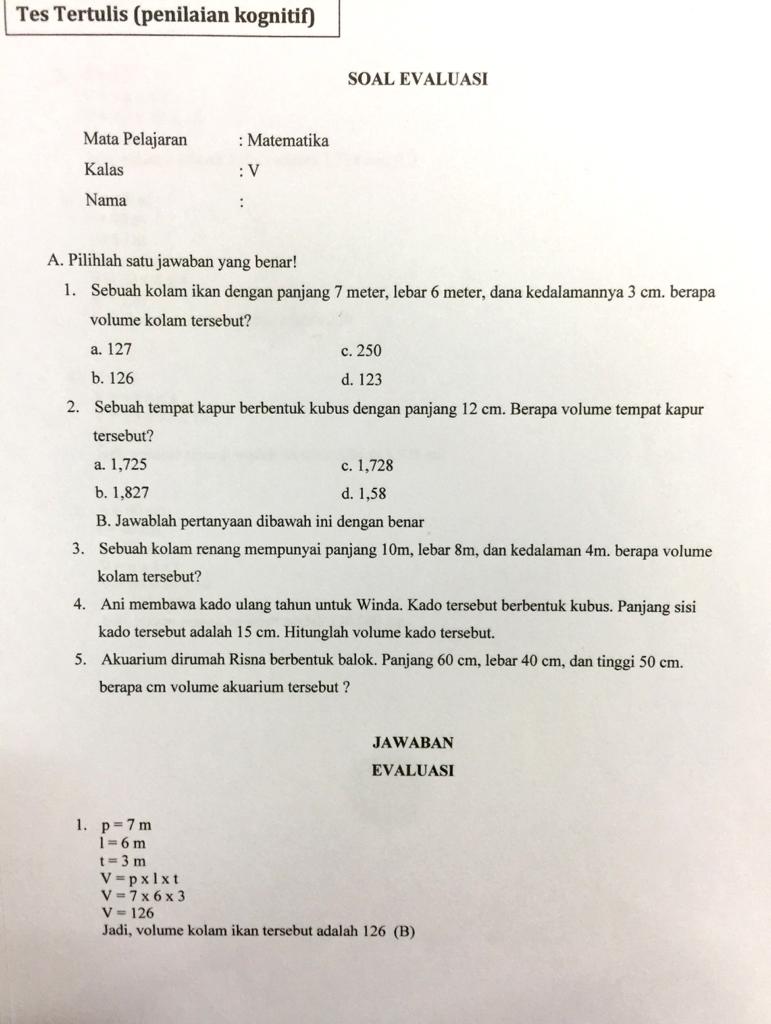 Tes Tertulis (penilaian kognitif)
SOAL EVALUASI
Mata Pelajaran : Matematika
Kalas : V
Nama :
A. Pilihlah satu jawaban yang benar!
1. Sebuah kolam ikan dengan panjang 7 meter, lebar 6 meter, dana kedalamannya 3 cm. berapa
volume kolam tersebut?
a. 127 c. 250
b. 126 d. 123
2. Sebuah tempat kapur berbentuk kubus dengan panjang 12 cm. Berapa volume tempat kapur
tersebut?
a. 1,725 c. 1,728
b. 1,827 d. 1,58
B. Jawablah pertanyaan dibawah ini dengan benar
3. Sebuah kolam renang mempunyai panjang 10m, lebar 8m, dan kedalaman 4m. berapa volume
kolam tersebut?
4. Ani membawa kado ulang tahun untuk Winda. Kado tersebut berbentuk kubus. Panjang sisi
kado tersebut adalah 15 cm. Hitunglah volume kado tersebut.
5. Akuarium dirumah Risna berbentuk balok. Panjang 60 cm, lebar 40 cm, dan tinggi 50 cm.
berapa cm volume akuarium tersebut ?
JAWABAN
EVALUASI
1. p = 7 m
l = 6 m
t = 3 m
V = p x l x t
V = 7 x 6 x 3
V = 126
Jadi, volume kolam ikan tersebut adalah 126 (B)